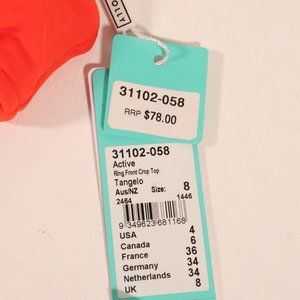 31102-058
RRP $78.00
31102-058
Active
Ring Front Crop Top
Tangelo
Aus/NZ Size: 8
2464 1446
9 349623 681168
USA 4
Canada 6
France 36
Germany 34
Netherlands 34
UK 8